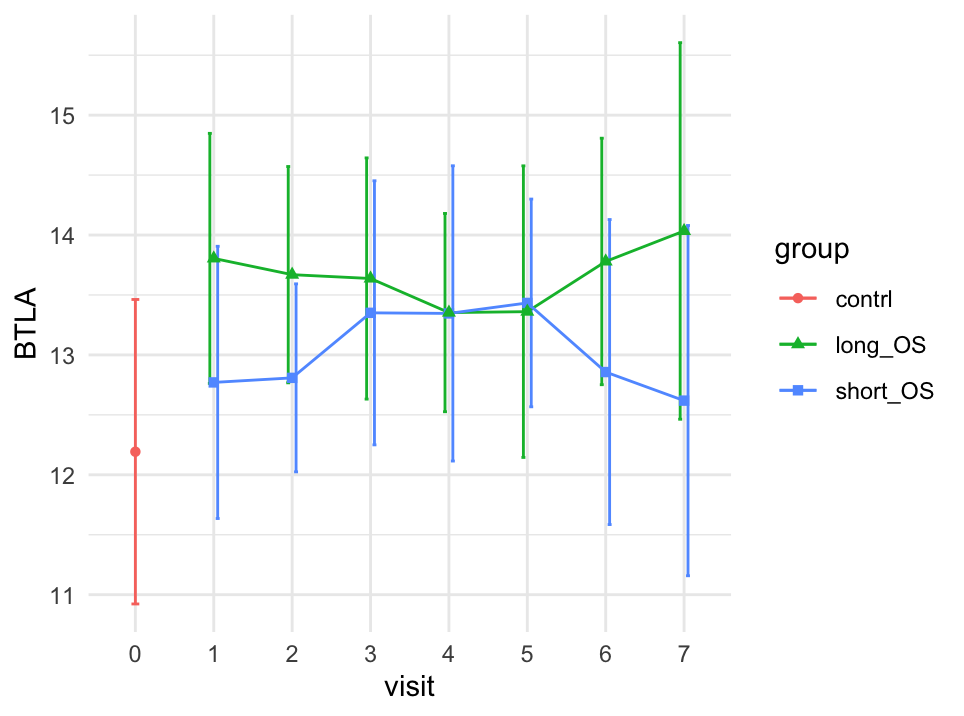 BTLA
15
14
13
12
11
0 1 2 3 4 5 6 7
visit
group
contrl
long_OS
short_OS